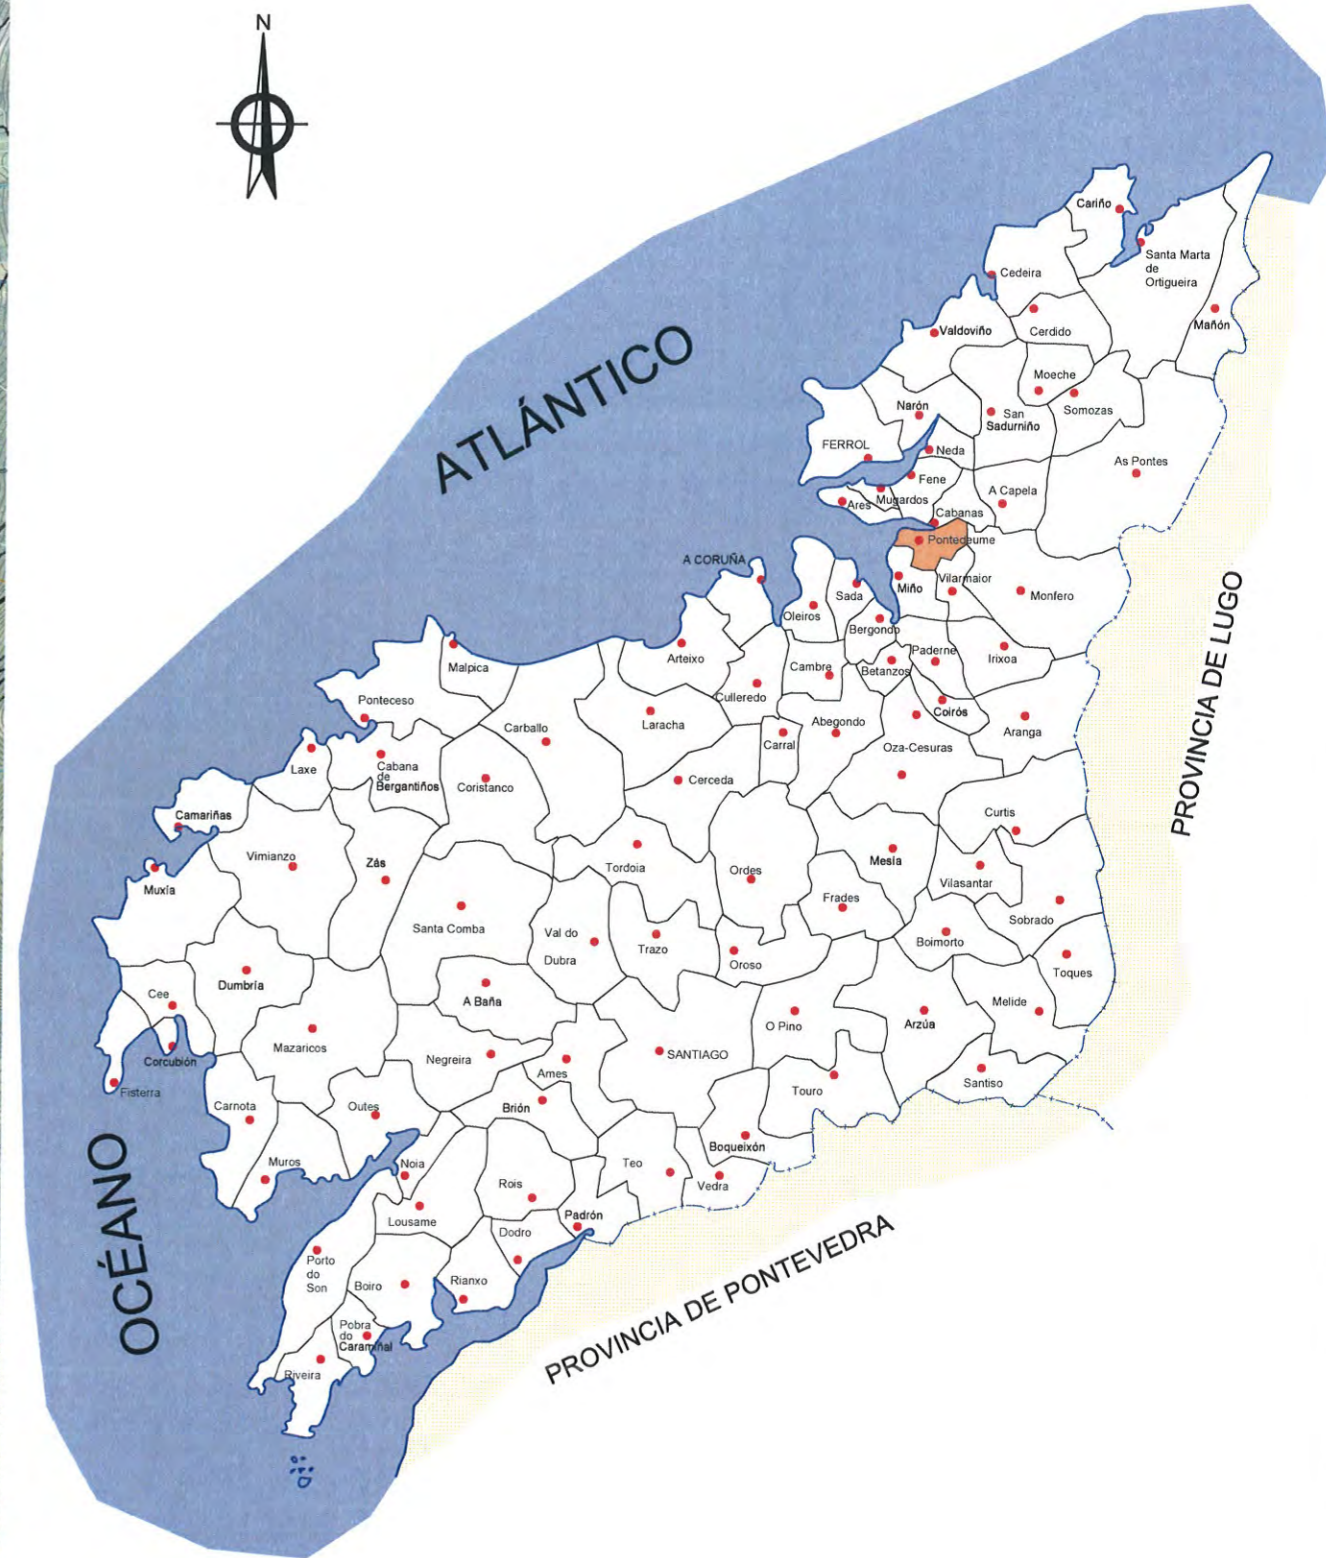 N
Cariño
Santa Marta
de
Ortigueira
Cedeira
Mañón
Cerdido
Valdoviño
Moeche
Somozas
Narón
San
Sadurniño
FERROL
Neda
As Pontes
Fene
A Capela
Mugardos
Ares
Cabanas
Pontedeume
ATLÁNTICO
A CORUÑA
Miño
Vilarmaior
Monfero
Sada
Oleiros
Bergondo
PROVINCIA DE LUGO
Arteixo
Cambre
Betanzos
Paderne
Irixoa
Malpica
Culleredo
Ponteceso
Coirós
Laracha
Abegondo
Carballo
Aranga
Carral
Oza-Cesuras
Laxe
Cabana
de
Bergantiños
Coristanco
Cerceda
Camariñas
Curtis
Vimianzo
Zás
Tordoia
Ordes
Mesía
Vilasantar
Muxía
Frades
Sobrado
Santa Comba
Val do
Dubra
Trazo
Oroso
Boimorto
Toques
Cee
Dumbría
A Baña
O Pino
Arzúa
Melide
Mazaricos
Negreira
SANTIAGO
Corcubión
Ames
Touro
Santiso
Fisterra
Carnota
Outes
Brión
Boqueixón
Muros
Noia
Teo
Rois
Vedra
OCÉANO
Lousame
Padrón
Dodro
Porto
do
Son
Boiro
Rianxo
Pobra
do
Caramiñal
Riveira
PROVINCIA DE PONTEVEDRA